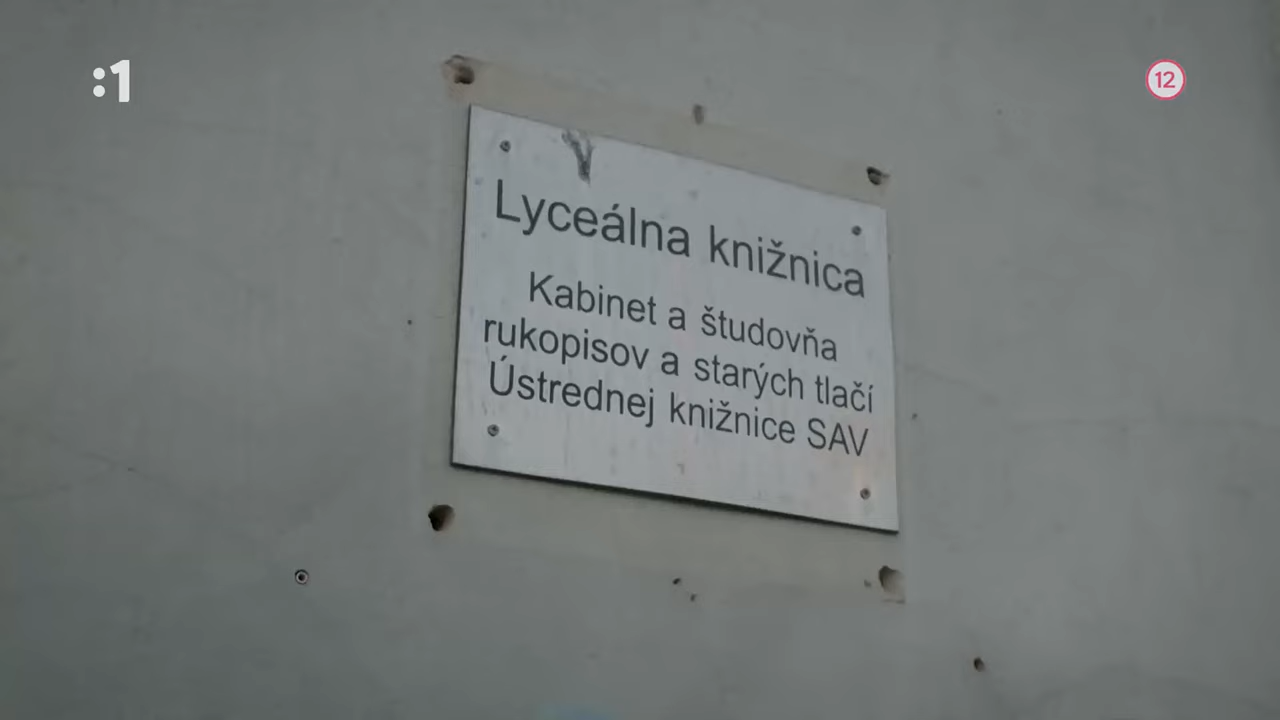 :1
12
Lyceálna knižnica
Kabinet a študovňa
rukopisov a starých tlačí
Ústrednej knižnice SAV